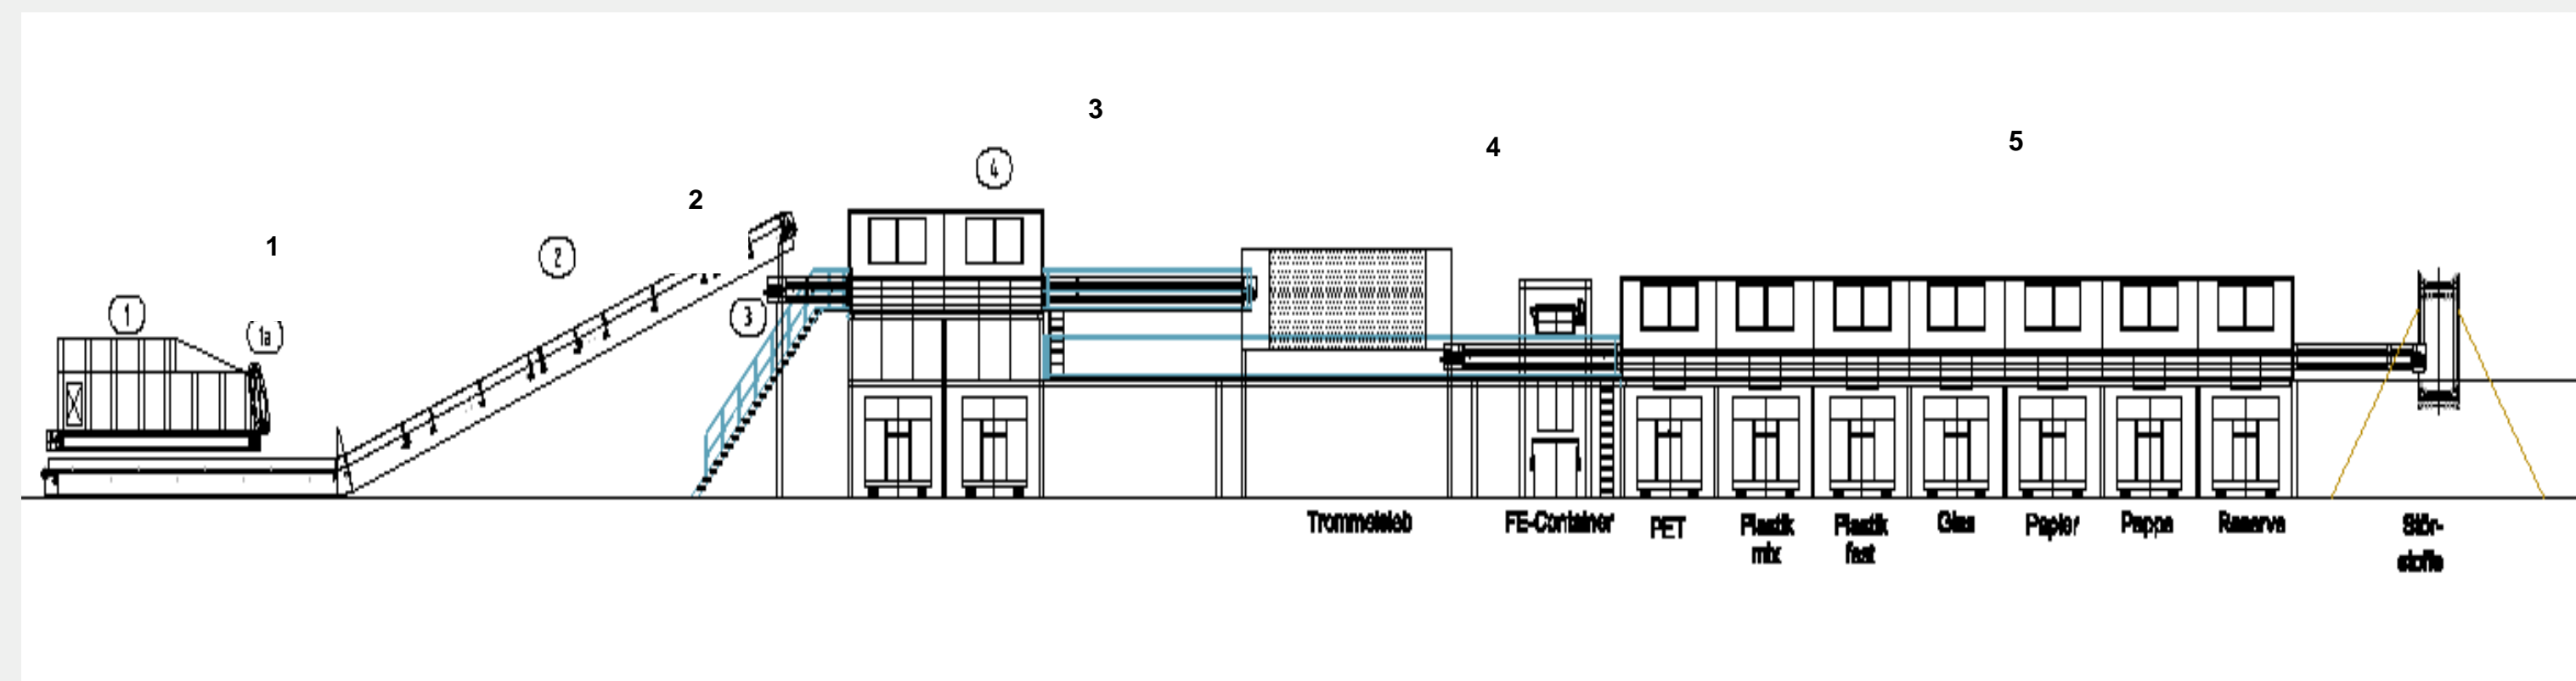 3
5
4
4
2
1
2
1
3
1a
Trommelsieb
FE-Container
PET
Plastik
mix
Plastik
fest
Glas
Papier
Pappe
Reserve
Stör-
stoffe